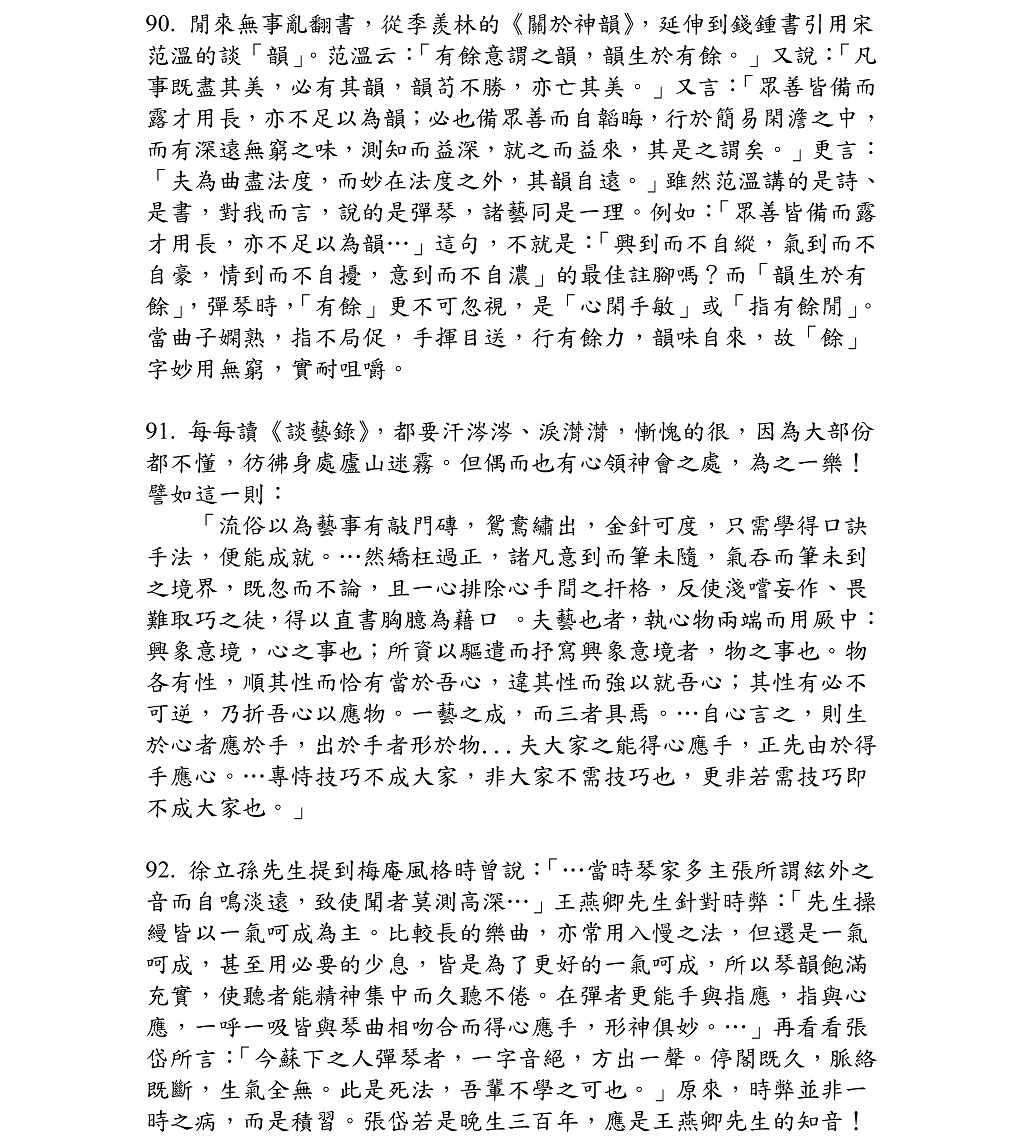 90. 閒來無事亂翻書，從季羨林的《關於神韻》，延伸到錢鍾書引用宋
范溫的談「韻」。范溫云：「有餘意謂之韻，韻生於有餘。」又說：「凡
事既盡其美，必有其韻，韻苟不勝，亦亡其美。」又言：「眾善皆備而
露才用長，亦不足以為韻；必也備眾善而自韜晦，行於簡易閑澹之中，
而有深遠無窮之味，測知而益深，就之而益來，其是之謂矣。」更言：
「夫為曲盡法度，而妙在法度之外，其韻自遠。」雖然范溫講的是詩、
是書，對我而言，說的是彈琴，諸藝同是一理。例如：「眾善皆備而露
才用長，亦不足以為韻…」這句，不就是：「興到而不自縱，氣到而不
自豪，情到而不自擾，意到而不自濃」的最佳註腳嗎？而「韻生於有
餘」，彈琴時，「有餘」更不可忽視，是「心閑手敏」或「指有餘閒」。
當曲子嫻熟，指不局促，手揮目送，行有餘力，韻味自來，故「餘」
字妙用無窮，實耐咀嚼。
91. 每每讀《談藝錄》，都要汗涔涔、淚潸潸，慚愧的很，因為大部份
都不懂，彷彿身處廬山迷霧。但偶而也有心領神會之處，為之一樂！
譬如這一則：
「流俗以為藝事有敲門磚，鴛鴦繡出，金針可度，只需學得口訣
手法，便能成就。…然矯枉過正，諸凡意到而筆未隨，氣吞而筆未到
之境界，既忽而不論，且一心排除心手間之扞格，反使淺嚐妄作、畏
難取巧之徒，得以直書胸臆為藉口 。夫藝也者，執心物兩端而用厥中：
興象意境，心之事也；所資以驅遣而抒寫興象意境者，物之事也。物
各有性，順其性而恰有當於吾心，違其性而強以就吾心；其性有必不
可逆，乃折吾心以應物。一藝之成，而三者具焉。…自心言之，則生
於心者應於手，出於手者形於物...夫大家之能得心應手，正先由於得
手應心。…專恃技巧不成大家，非大家不需技巧也，更非若需技巧即
不成大家也。」
92. 徐立孫先生提到梅庵風格時曾說：「…當時琴家多主張所謂絃外之
音而自鳴淡遠，致使聞者莫測高深…」王燕卿先生針對時弊：「先生操
縵皆以一氣呵成為主。比較長的樂曲，亦常用入慢之法，但還是一氣
呵成，甚至用必要的少息，皆是為了更好的一氣呵成，所以琴韻飽滿
充實，使聽者能精神集中而久聽不倦。在彈者更能手與指應，指與心
應，一呼一吸皆與琴曲相吻合而得心應手，形神俱妙。…」再看看張
岱所言：「今蘇下之人彈琴者，一字音絕，方出一聲。停閣既久，脈絡
既斷，生氣全無。此是死法，吾輩不學之可也。」原來，時弊並非一
時之病，而是積習。張岱若是晚生三百年，應是王燕卿先生的知音！